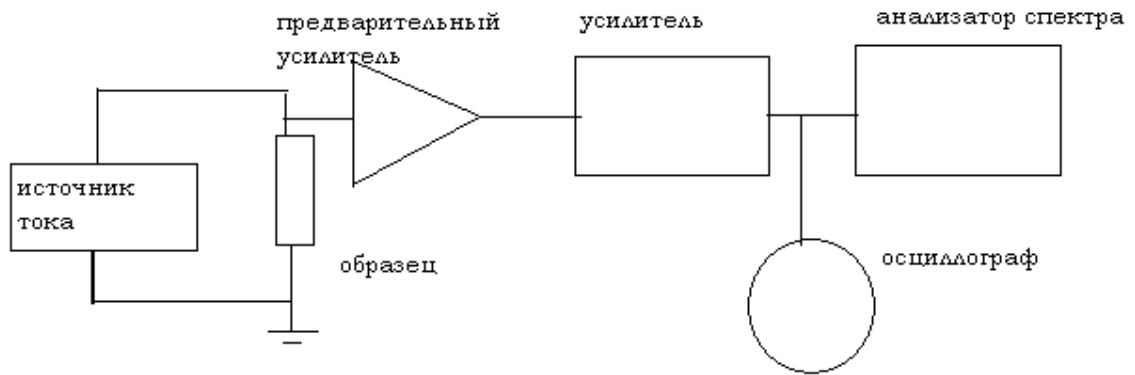 предварительный
усилитель
усилитель
анализатор спектра
источник
тока
образец
осциллограф